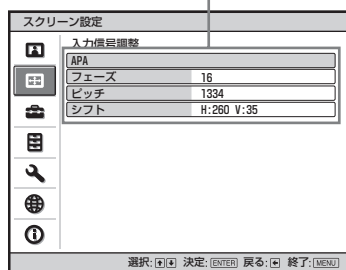 スクリーン設定
入力信号調整
APA
フェーズ 16
ピッチ 1334
シフト H:260 V:35
選択: 決定:ENTER 戻る: 終了:MENU